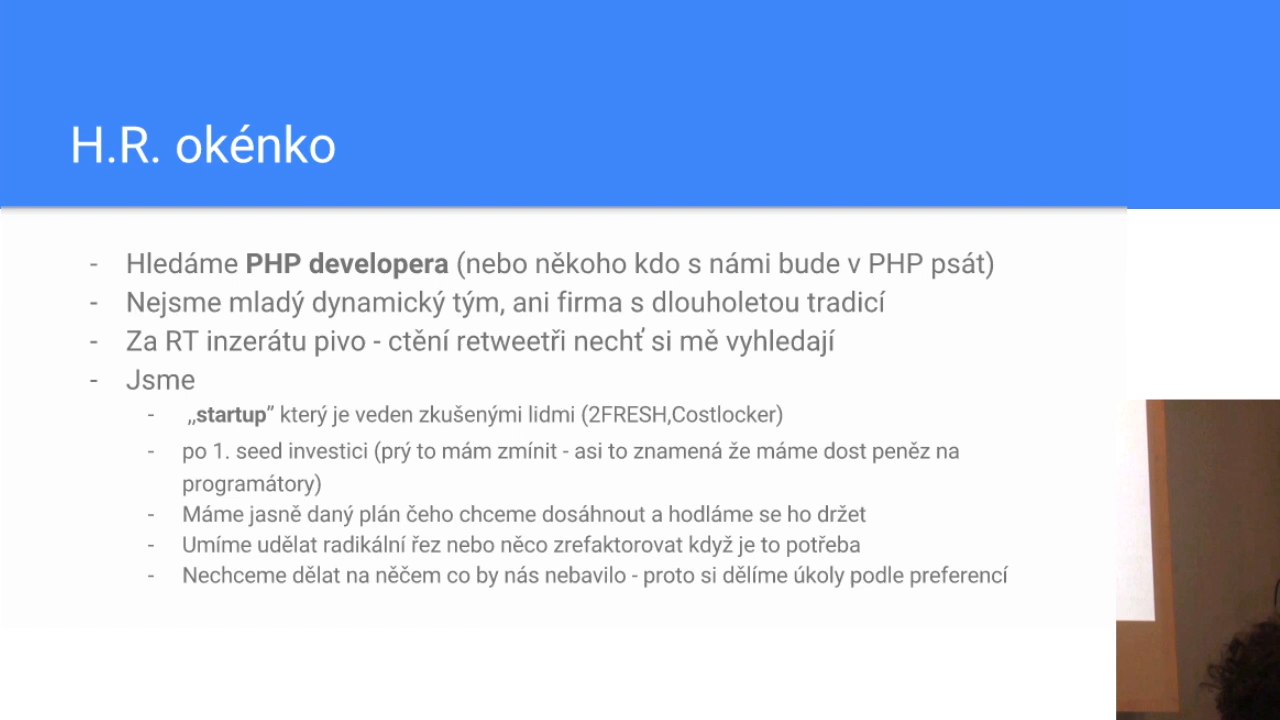 H.R. okénko
- Hledáme PHP developera (nebo někoho kdo s námi bude v PHP psát)
- Nejsme mladý dynamický tým, ani firma s dlouholetou tradicí
- Za RT inzerátu pivo - ctění retweetři nechť si mě vyhledají
- Jsme
- „startup” který je veden zkušenými lidmi (2FRESH,Costlocker)
- po 1. seed investici (prý to mám zmínit - asi to znamená že máme dost peněz na
programátory)
- Máme jasně daný plán čeho chceme dosáhnout a hodláme se ho držet
- Umíme udělat radikální řez nebo něco zrefaktorovat když je to potřeba
- Nechceme dělat na něčem co by nás nebavilo - proto si dělíme úkoly podle preferencí